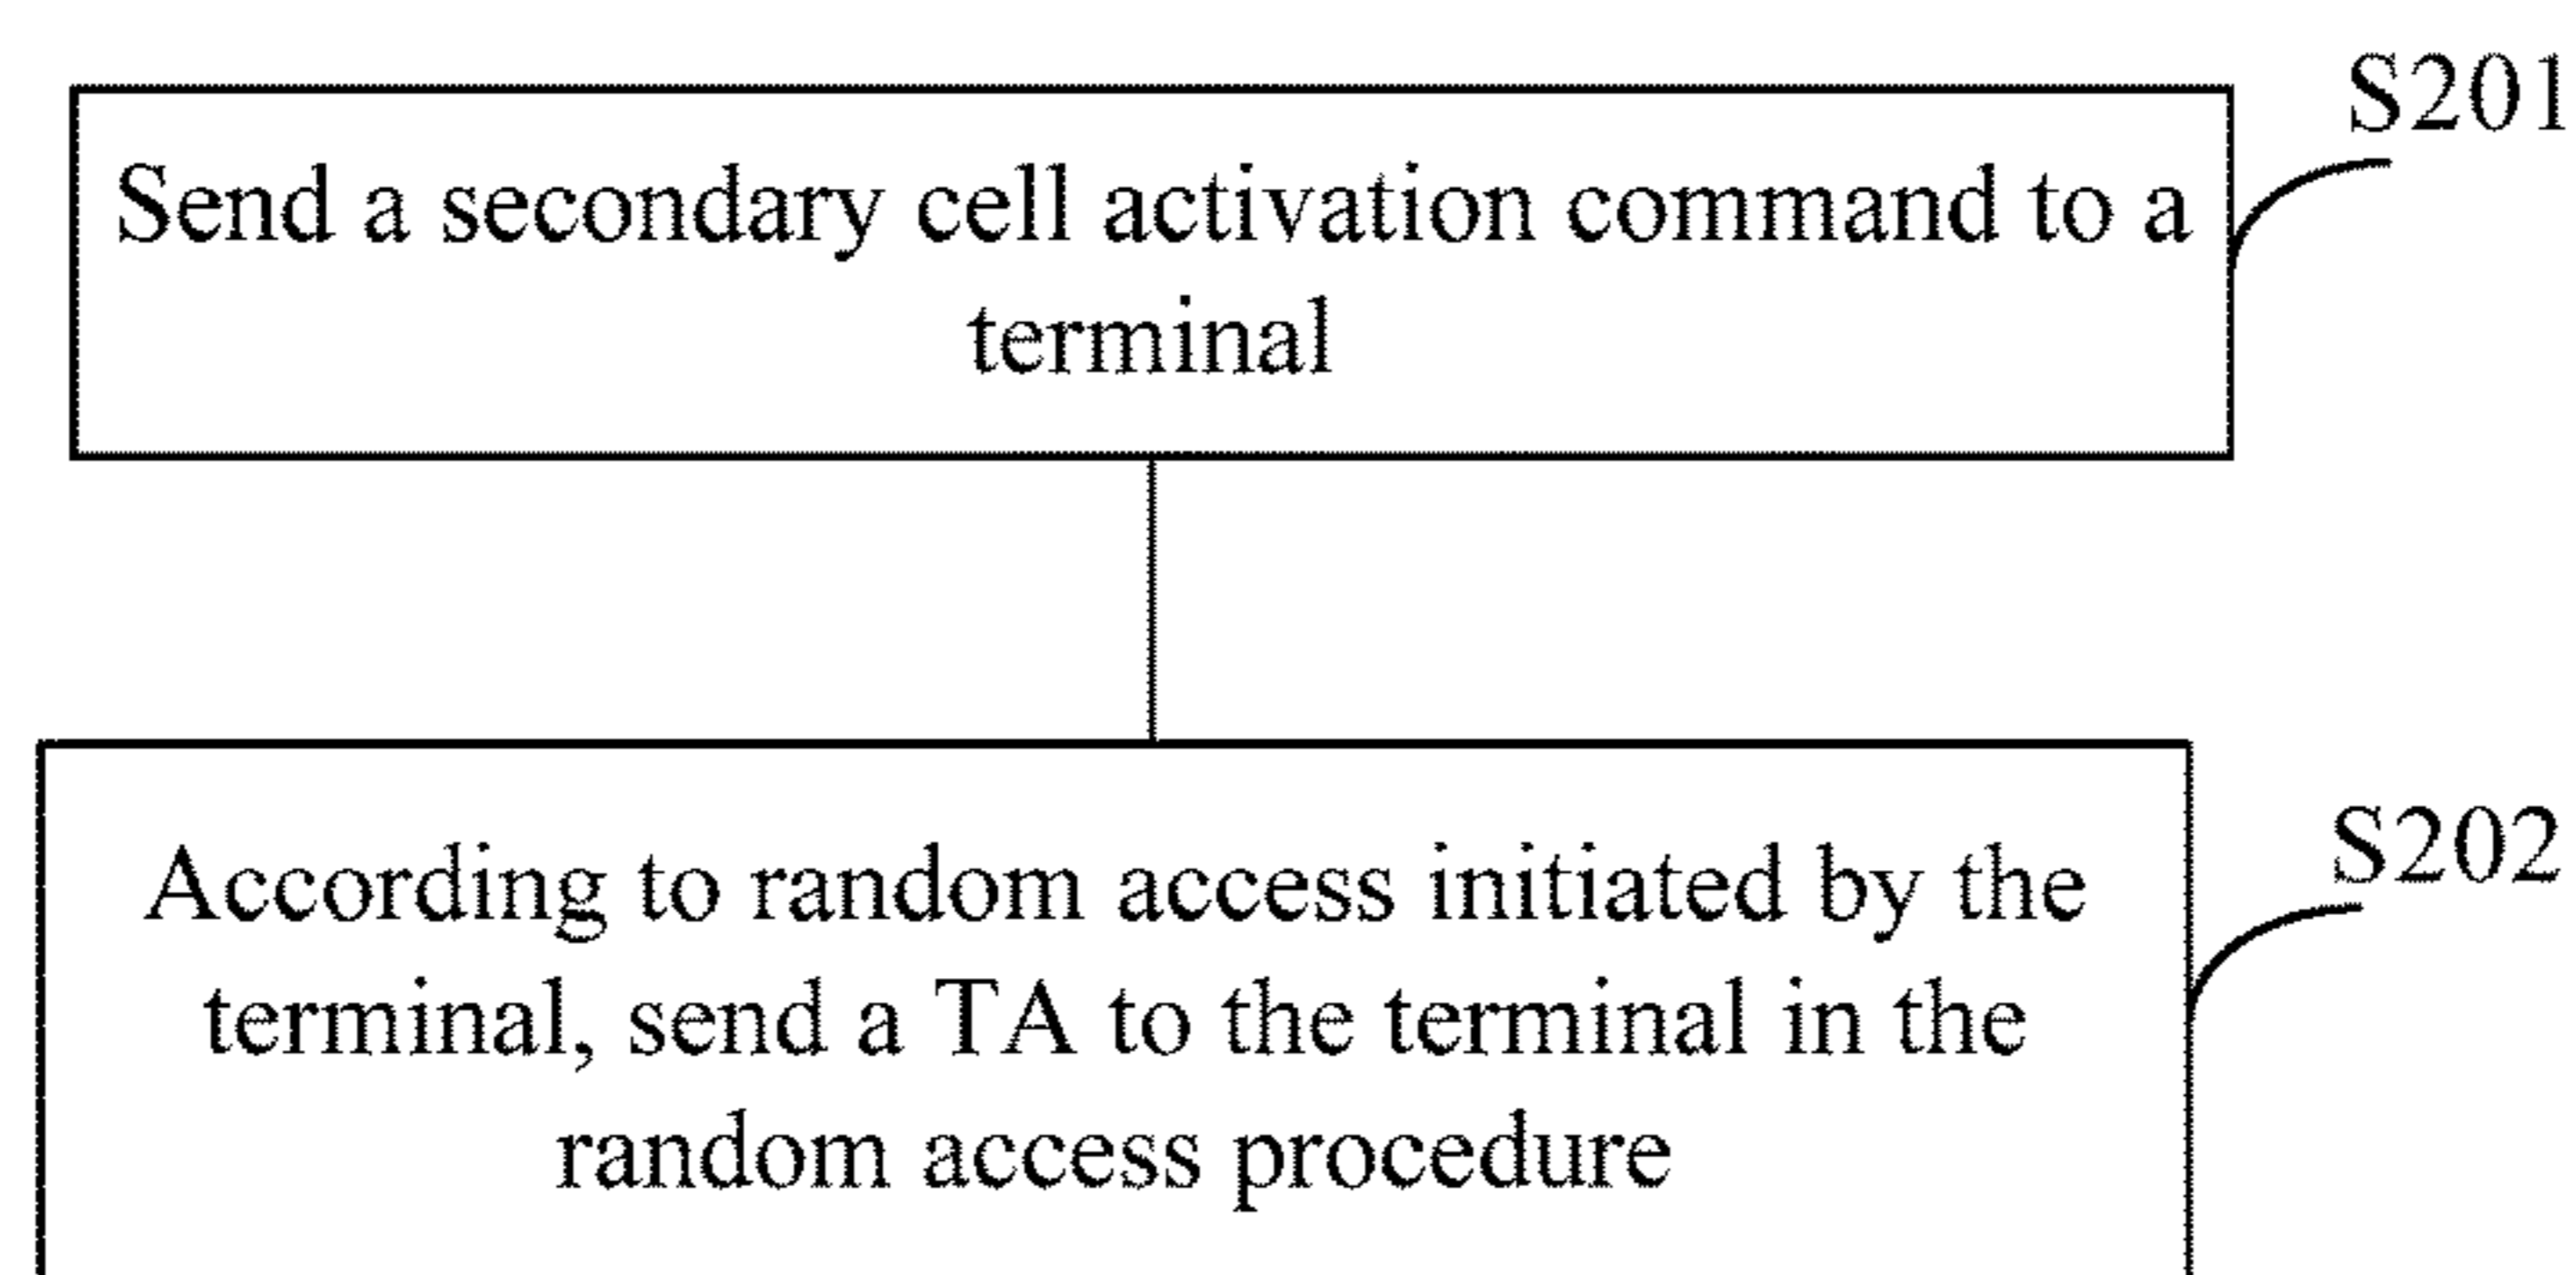 S201
Send a secondary cell activation command to a
terminal
S202
According to random access initiated by the
terminal, send a TA to the terminal in the
random access procedure